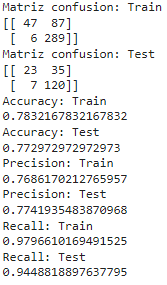 Matriz confusion: Train
[[ 47  87]
 [  6 289]]
Matriz confusion: Test
[[ 23  35]
 [  7 120]]
Accuracy: Train
0.7832167832167832
Accuracy: Test
0.772972972972973
Precision: Train
0.7686170212765957
Precision: Test
0.7741935483870968
Recall: Train
0.9796610169491525
Recall: Test
0.9448818897637795